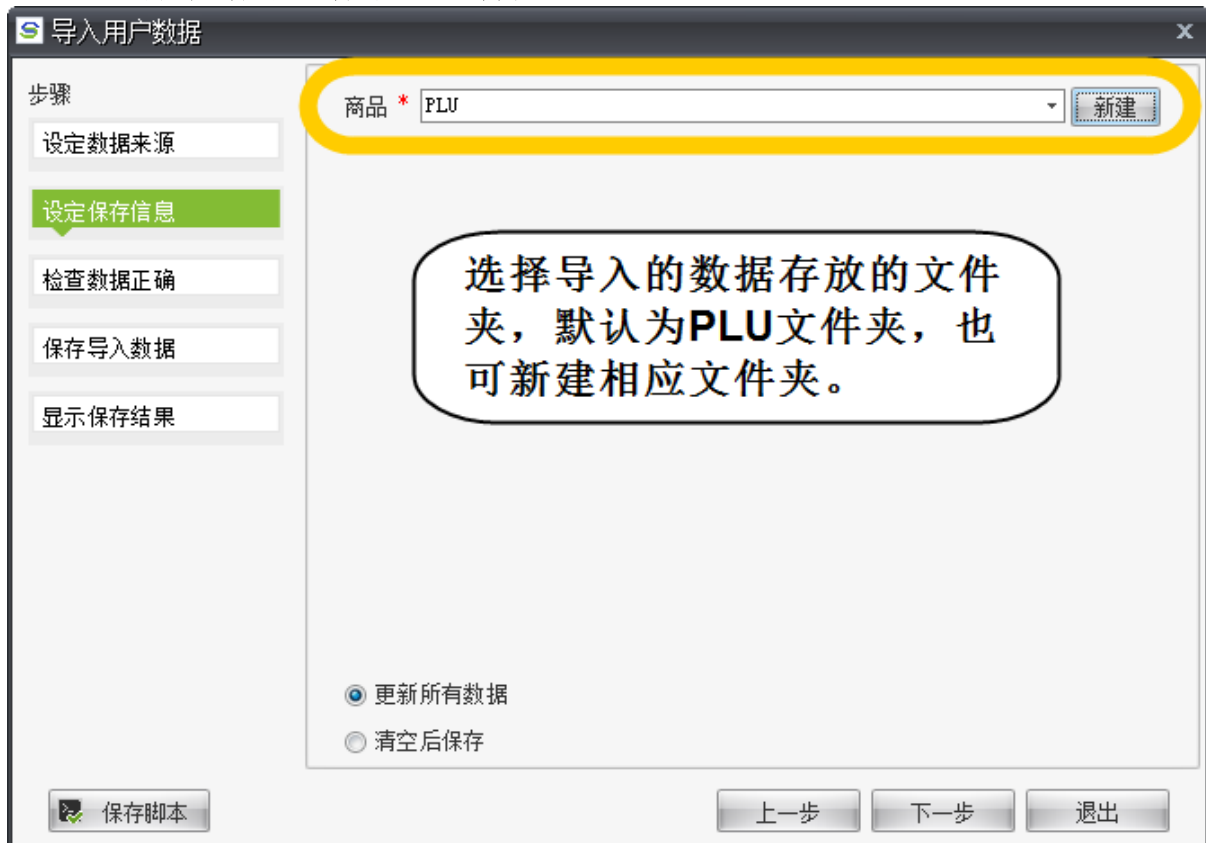 导入用户数据
x
步骤
设定数据来源
设定保存信息
检查数据正确
保存导入数据
显示保存结果
商品 * PLU 新建
选择导入的数据存放的文件
夹，默认为PLU文件夹，也
可新建相应文件夹。
更新所有数据
清空后保存
保存脚本 上一步 下一步 退出